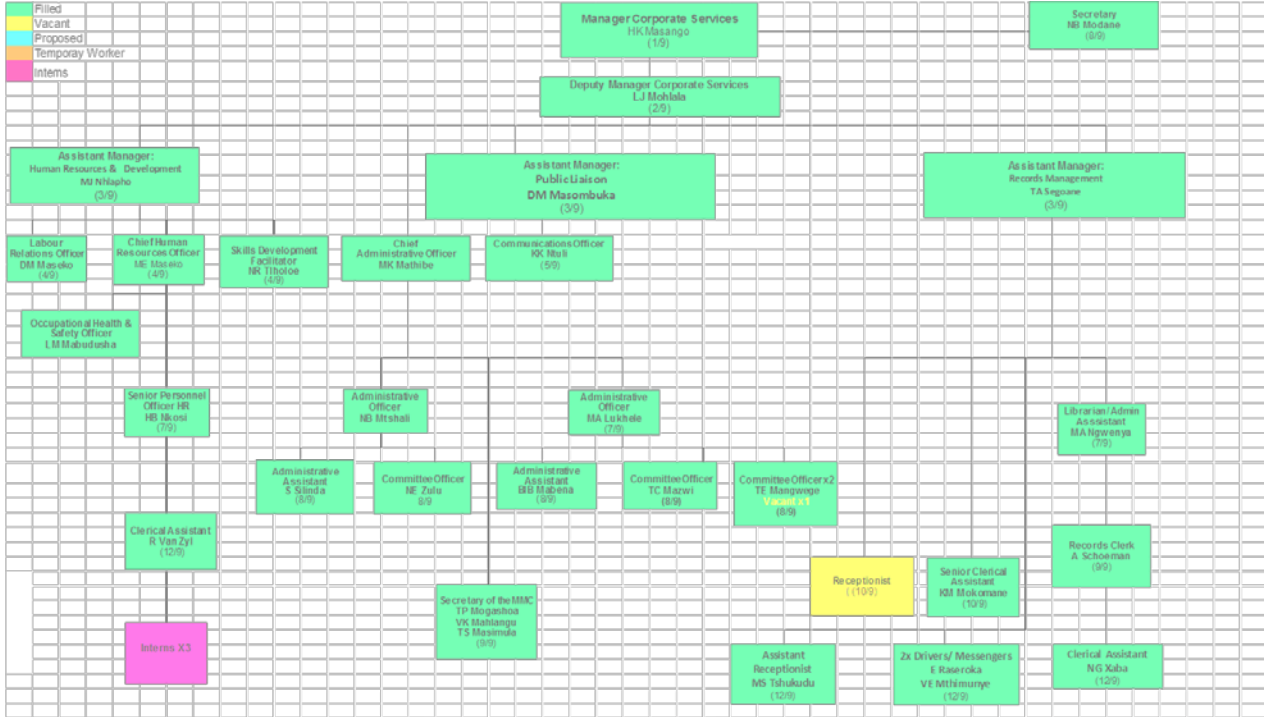 Filled
Vacant
Proposed
Temporay Worker
Interns
Manager Corporate Services
HK Masango
(1/9)
Secretary
NB Modane
(8/9)
Deputy Manager Corporate Services
LJ Mohlala
(2/9)
Assistant Manager:
Human Resources & Development
MJ Nhlapho
(3/9)
Assistant Manager:
Public Liaison
DM Masombuka
(3/9)
Assistant Manager:
Records Management
TA Segoane
(3/9)
Labour
Relations Officer
DM Maseko
(4/9)
Chief Human
Resources Officer
ME Maseko
(4/9)
Skills Development
Facilitator
NR Tlholoe
(4/9)
Chief
Administrative Officer
MK Mathibe
Communications Officer
KK Ntuli
(5/9)
Occupational Health &
Safety Officer
LM Mabudusha
Senior Personnel
Officer HR
HB Nkosi
(7/9)
Administrative
Officer
NB Mtshali
Administrative
Officer
MA Lukhele
(7/9)
Librarian/Admin
Asssistant
MA Ngwenya
(7/9)
Administrative
Assistant
S Silinda
(8/9)
Committee Officer
NE Zulu
8/9
Administrative
Assistant
BIB Mabena
(8/9)
Committee Officer
TC Mazwi
(8/9)
Committee Officer x2
TE Mangwege
Vacant x 1
(8/9)
Clerical Assistant
R Van Zyl
(12/9)
Records Clerk
A Schoeman
(9/9)
Receptionist
( (10/9)
Senior Clerical
Assistant
KM Mokomane
(10/9)
Secretary of the MMC
TP Mogashoa
VK Mahlangu
TS Masimula
(9/9)
Interns X3
Assistant
Receptionist
MS Tshukudu
(12/9)
2x Drivers/ Messengers
E Raseroka
VE Mthimunye
(12/9)
Clerical Assistant
NG Xaba
(12/9)